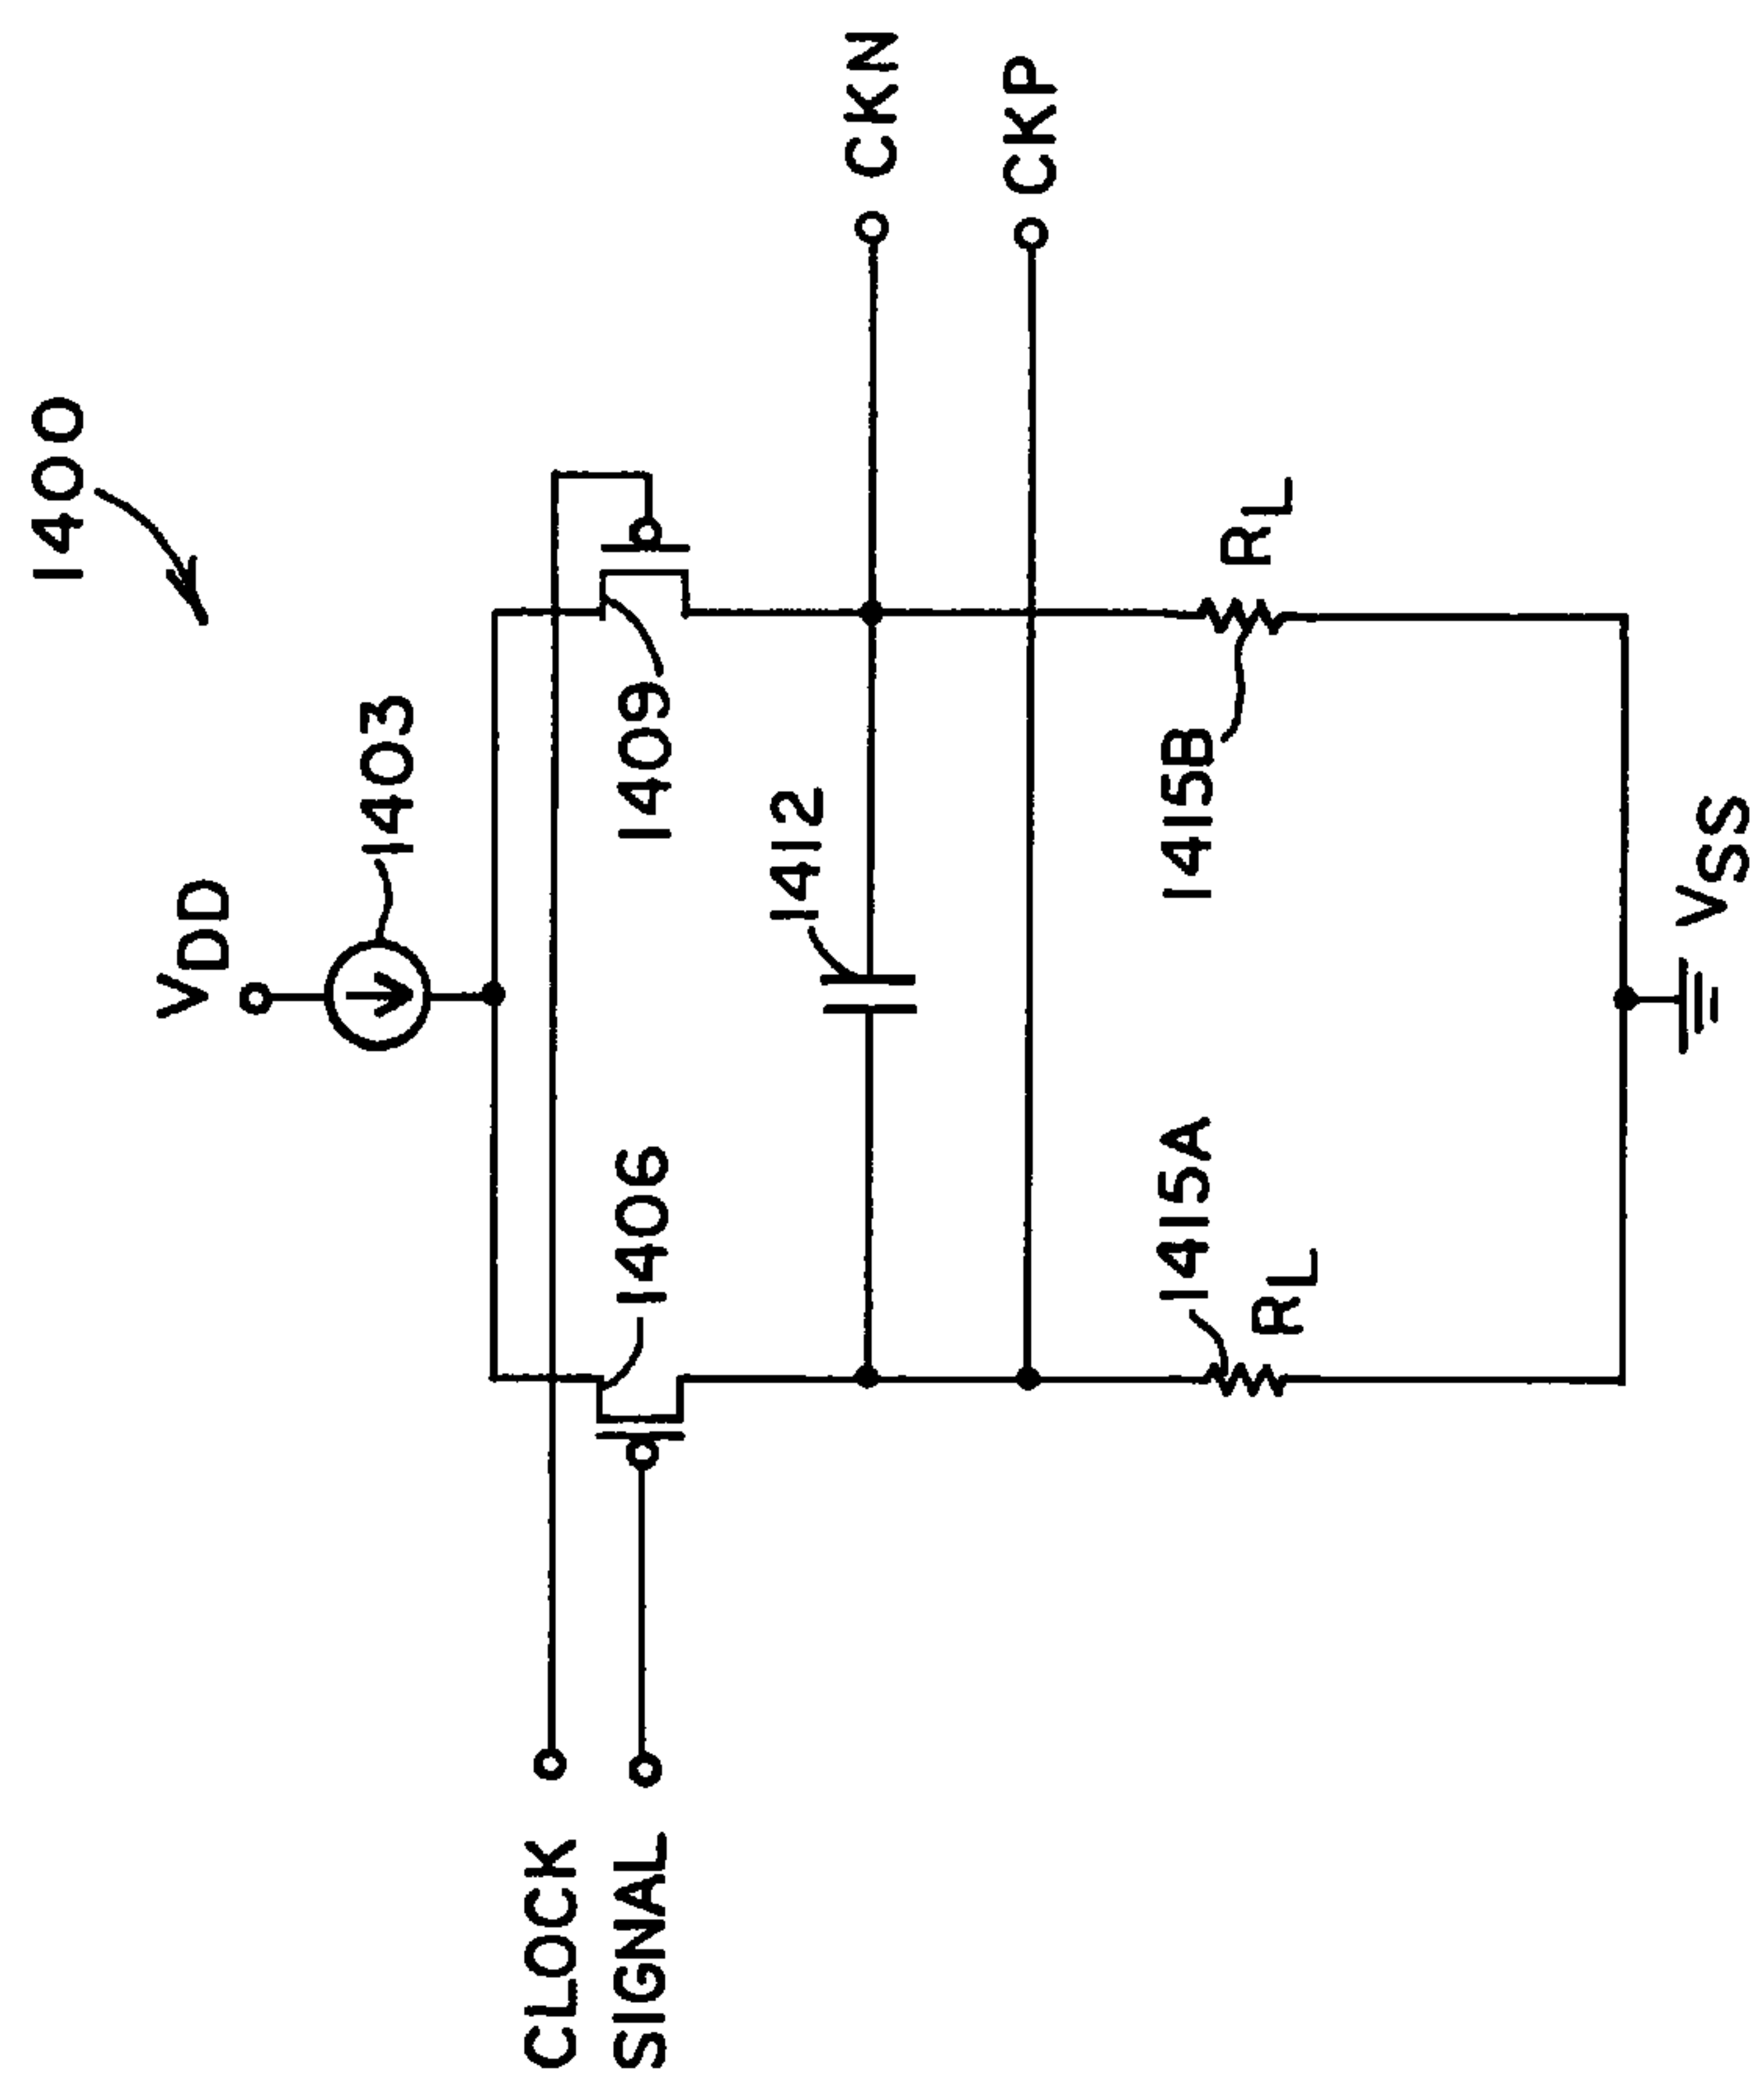 1400
VDD
1403
CLOCK
SIGNAL
1406
1409
1412
CKN
CKP
1415A
RL
1415B
RL
VSS